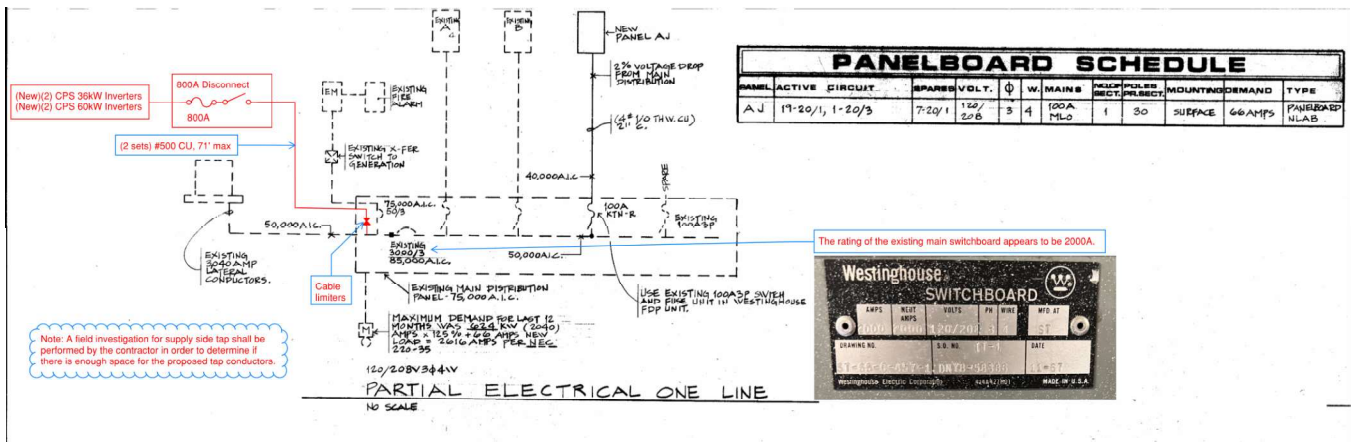 (New)(2) CPS 36kW Inverters
(New)(2) CPS 60kW Inverters
800A Disconnect
800A
(2 sets) #500 CU, 71' max
EM
EXISTING
FIRE
ALARM
EXISTING X-FER
SWITCH TO
GENERATION
EXISTING
A
EXISTING
B
NEW
PANEL AJ
2% VOLTAGE DROP
FROM MAIN
DISTRIBUTION
(4#1/0 THW.CU)
2" C.
40,000 A.I.C.
SPARE
75,000 A.I.C.
50/3
100A
KTN-R
EXISTING
100A3P
50,000 A.I.C.
EXISTING
3040 AMP
LATERAL
CONDUCTORS.
EXISTING
3000/3
85,000 A.I.C.
50,000 A.I.C.
Cable
limiters
EXISTING MAIN DISTRIBUTION
PANEL - 75,000 A.I.C.
USE EXISTING 100A3P SWITCH
AND FUSE UNIT IN WESTINGHOUSE
FDP UNIT.
M
MAXIMUM DEMAND FOR LAST 12
MONTHS WAS 624 KW (2040)
AMPS x 125% + 66 AMPS NEW
LOAD = 2616 AMPS PER NEC
220-35
Note: A field investigation for supply side tap shall be
performed by the contractor in order to determine if
there is enough space for the proposed tap conductors.
120/208V3ϕ4W
PARTIAL ELECTRICAL ONE LINE
NO SCALE
PANELBOARD SCHEDULE
PANEL ACTIVE CIRCUIT SPARES VOLT. ϕ W. MAINS NO.OF SECT. POLES PR.SECT. MOUNTING DEMAND TYPE
AJ 19-20/1, 1-20/3 7-20/1 120/208 3 4 100A MLO 1 30 SURFACE 66 AMPS PANELBOARD NLAB
The rating of the existing main switchboard appears to be 2000A.
Westinghouse
SWITCHBOARD
AMPS NEUT AMPS VOLTS PH WIRE MFD. AT
2000 120/208 ST
DRAWING NO. S.O. NO. DATE
Westinghouse Electric Corporation MADE IN U.S.A.